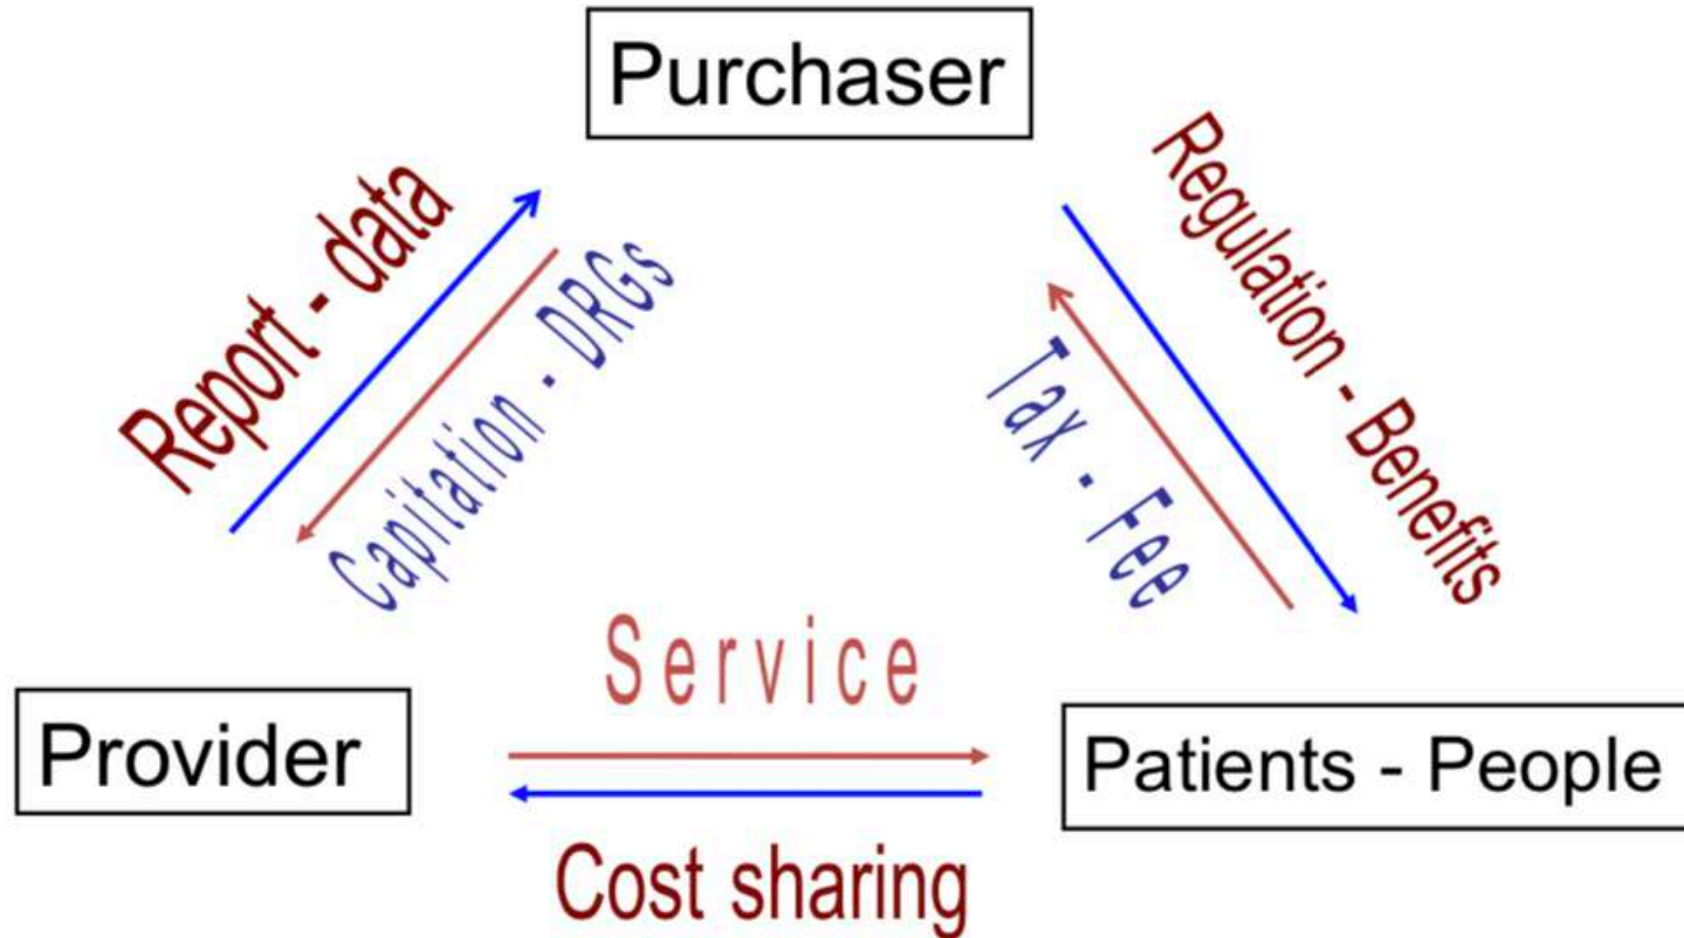 Purchaser
Report - data
Capitation - DRGs
Regulation - Benefits
Tax - Fee
Service
Provider
Patients - People
Cost sharing